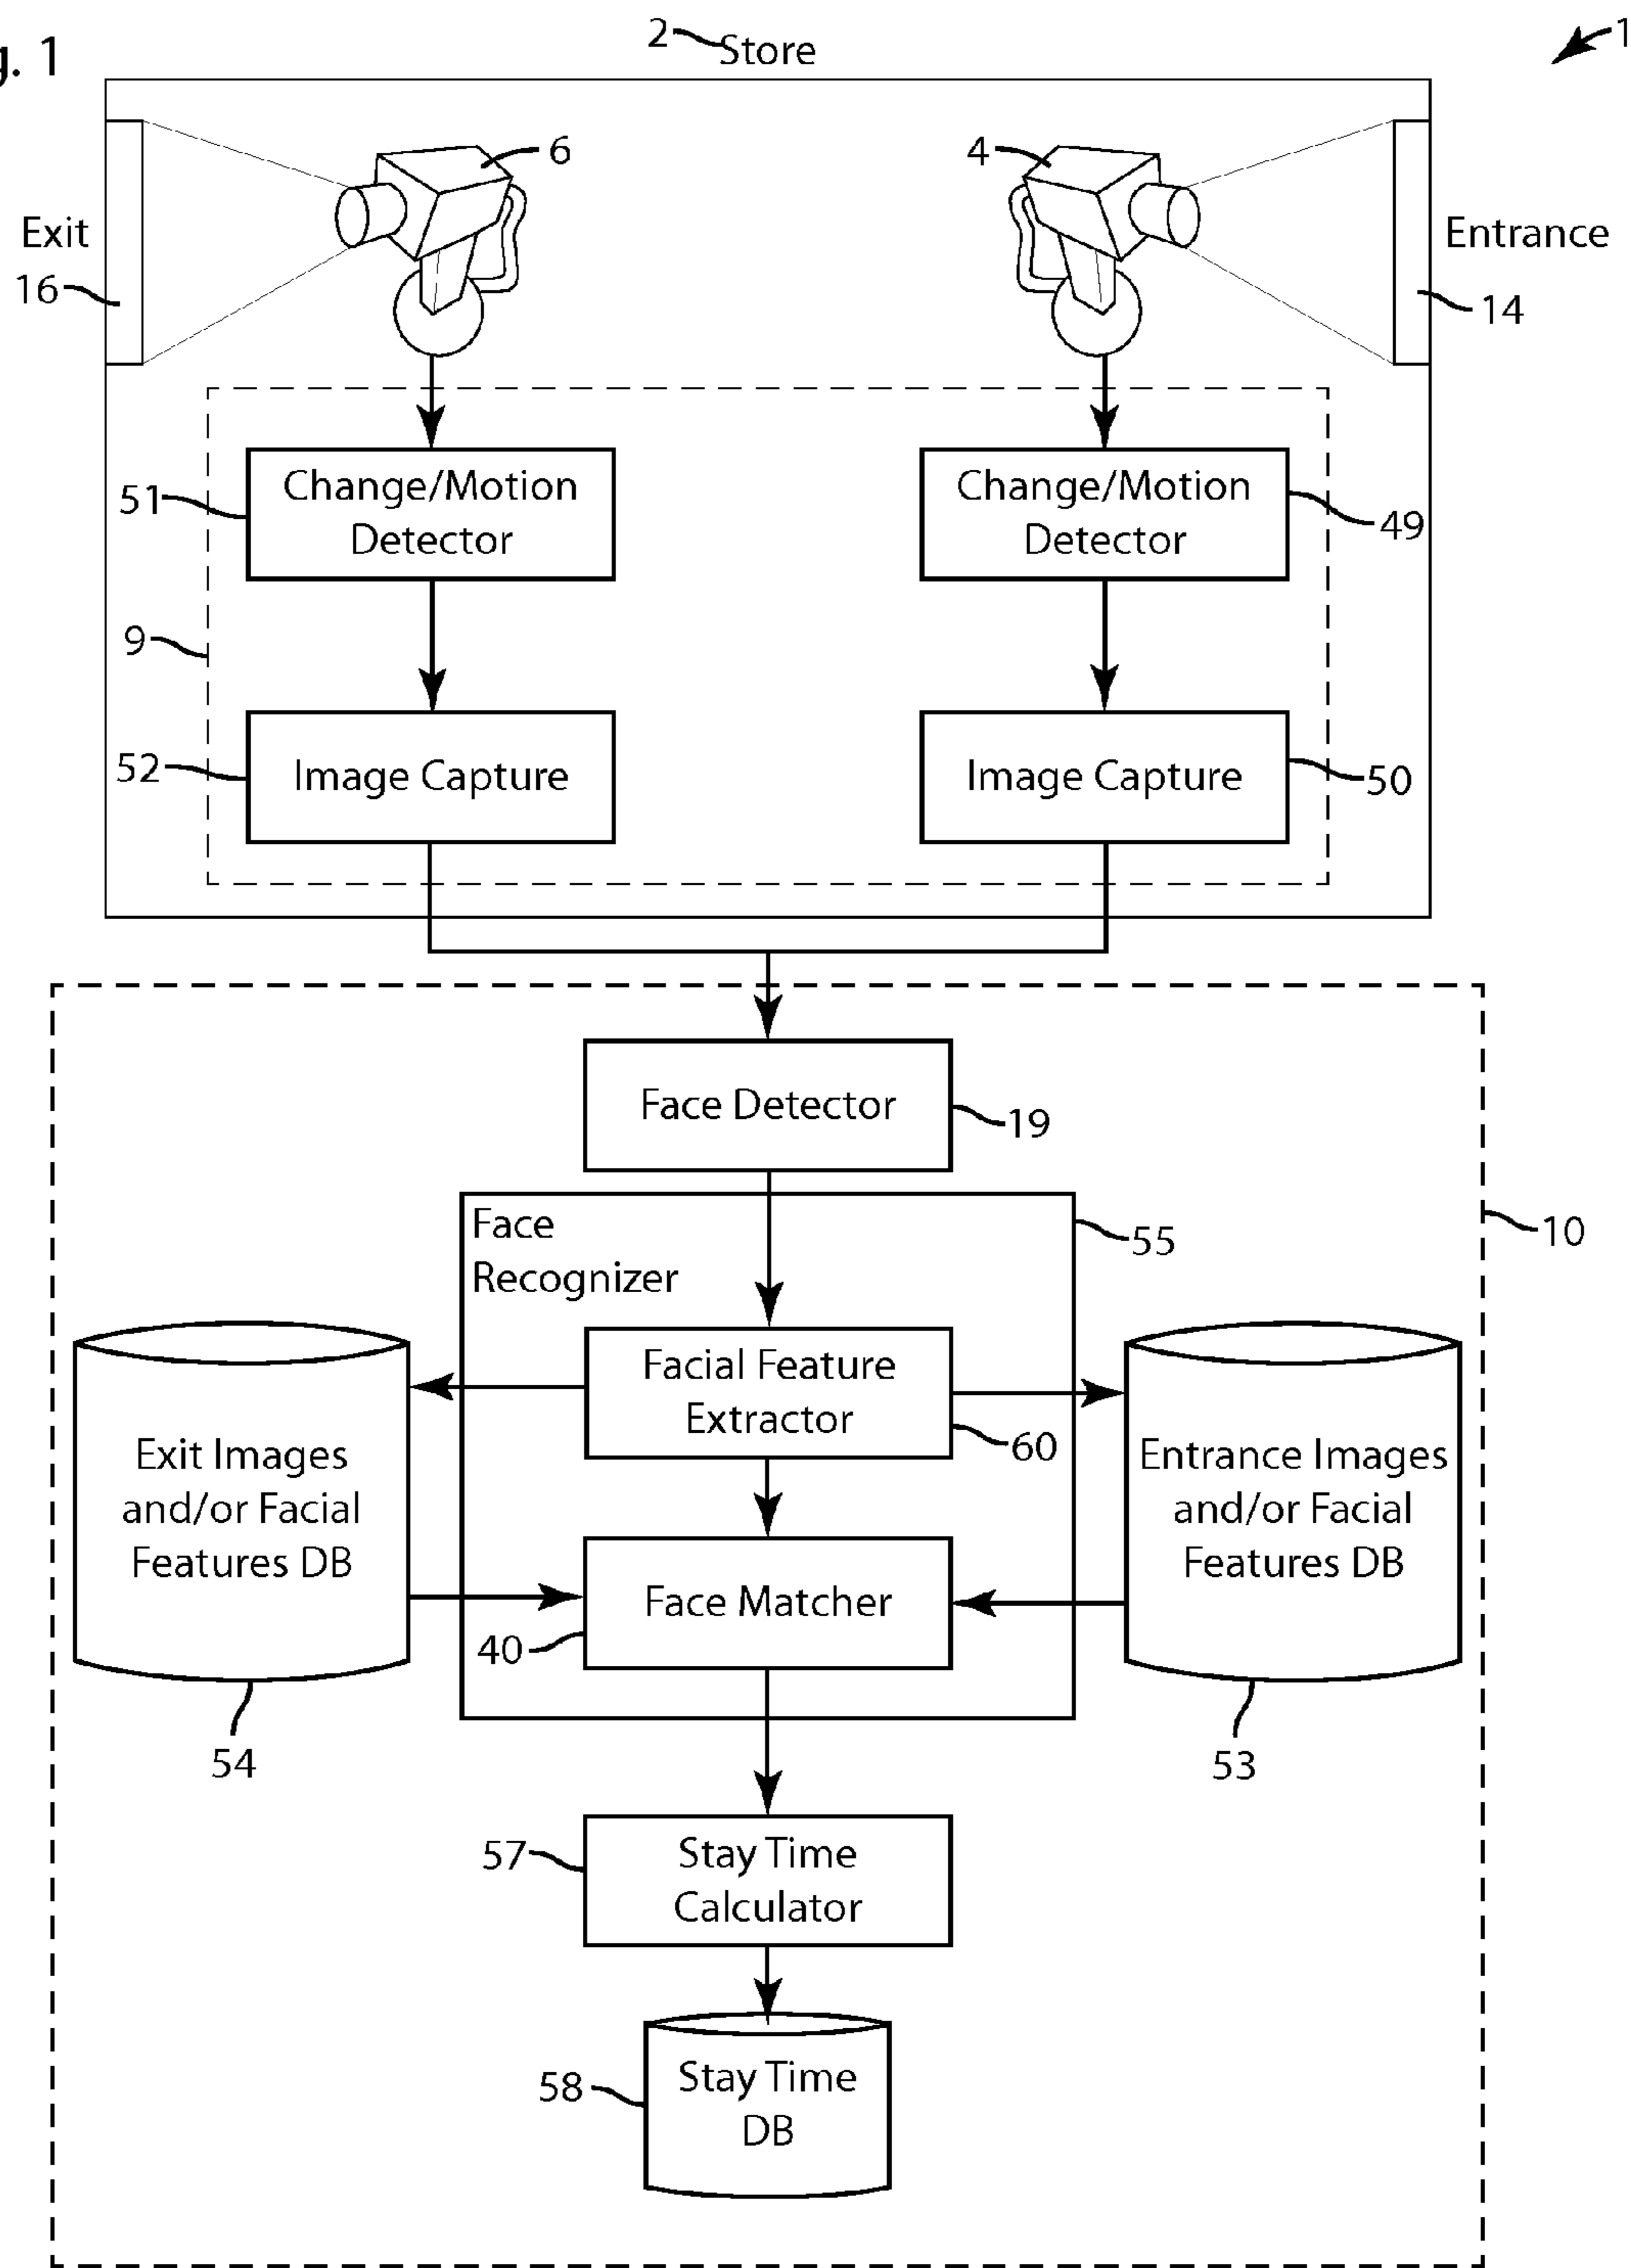 g. 1
2 Store
1
6
4
Exit
16
Entrance
14
Change/Motion
Detector
51
Change/Motion
Detector
49
9
Image Capture
52
Image Capture
50
Face Detector
19
Face
Recognizer
55
10
Facial Feature
Extractor
60
Exit Images
and/or Facial
Features DB
Entrance Images
and/or Facial
Features DB
Face Matcher
40
54
53
Stay Time
Calculator
57
Stay Time
DB
58